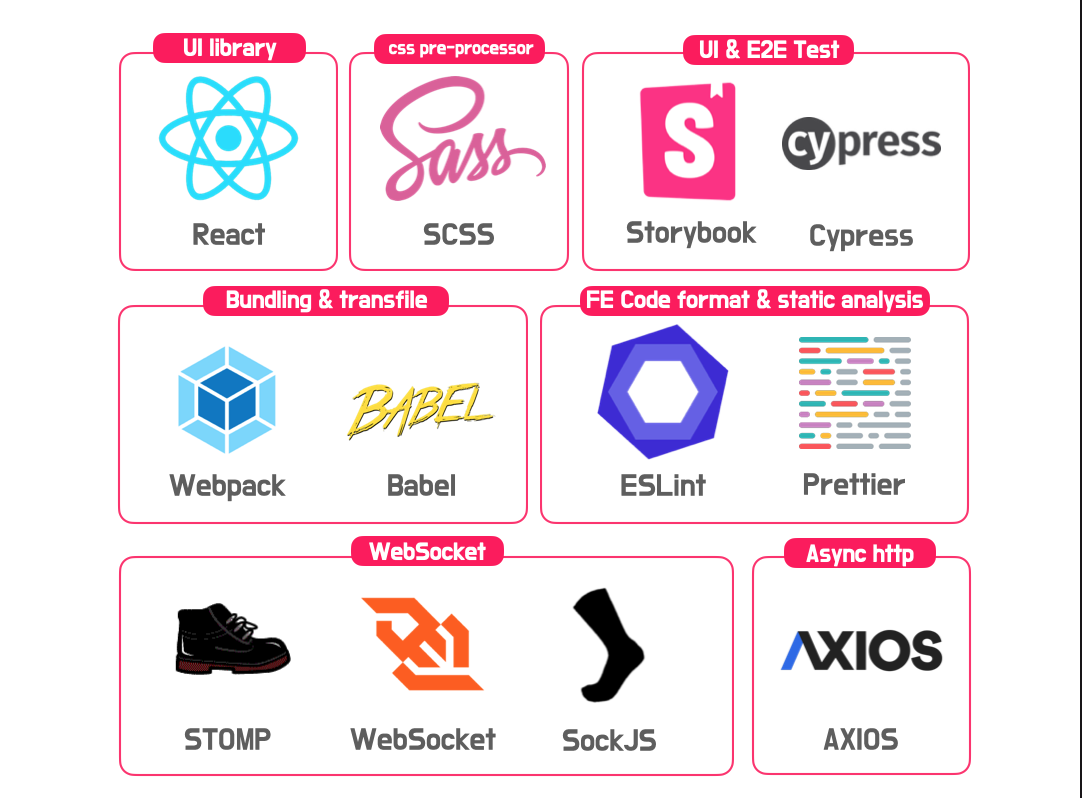 UI library
css pre-processor
UI & E2E Test
Sass
S
cypress
React
SCSS
Storybook
Cypress
Bundling & transfile
FE Code format & static analysis
BABEL
Webpack
Babel
ESLint
Prettier
WebSocket
Async http
AXIOS
STOMP
WebSocket
SockJS
AXIOS